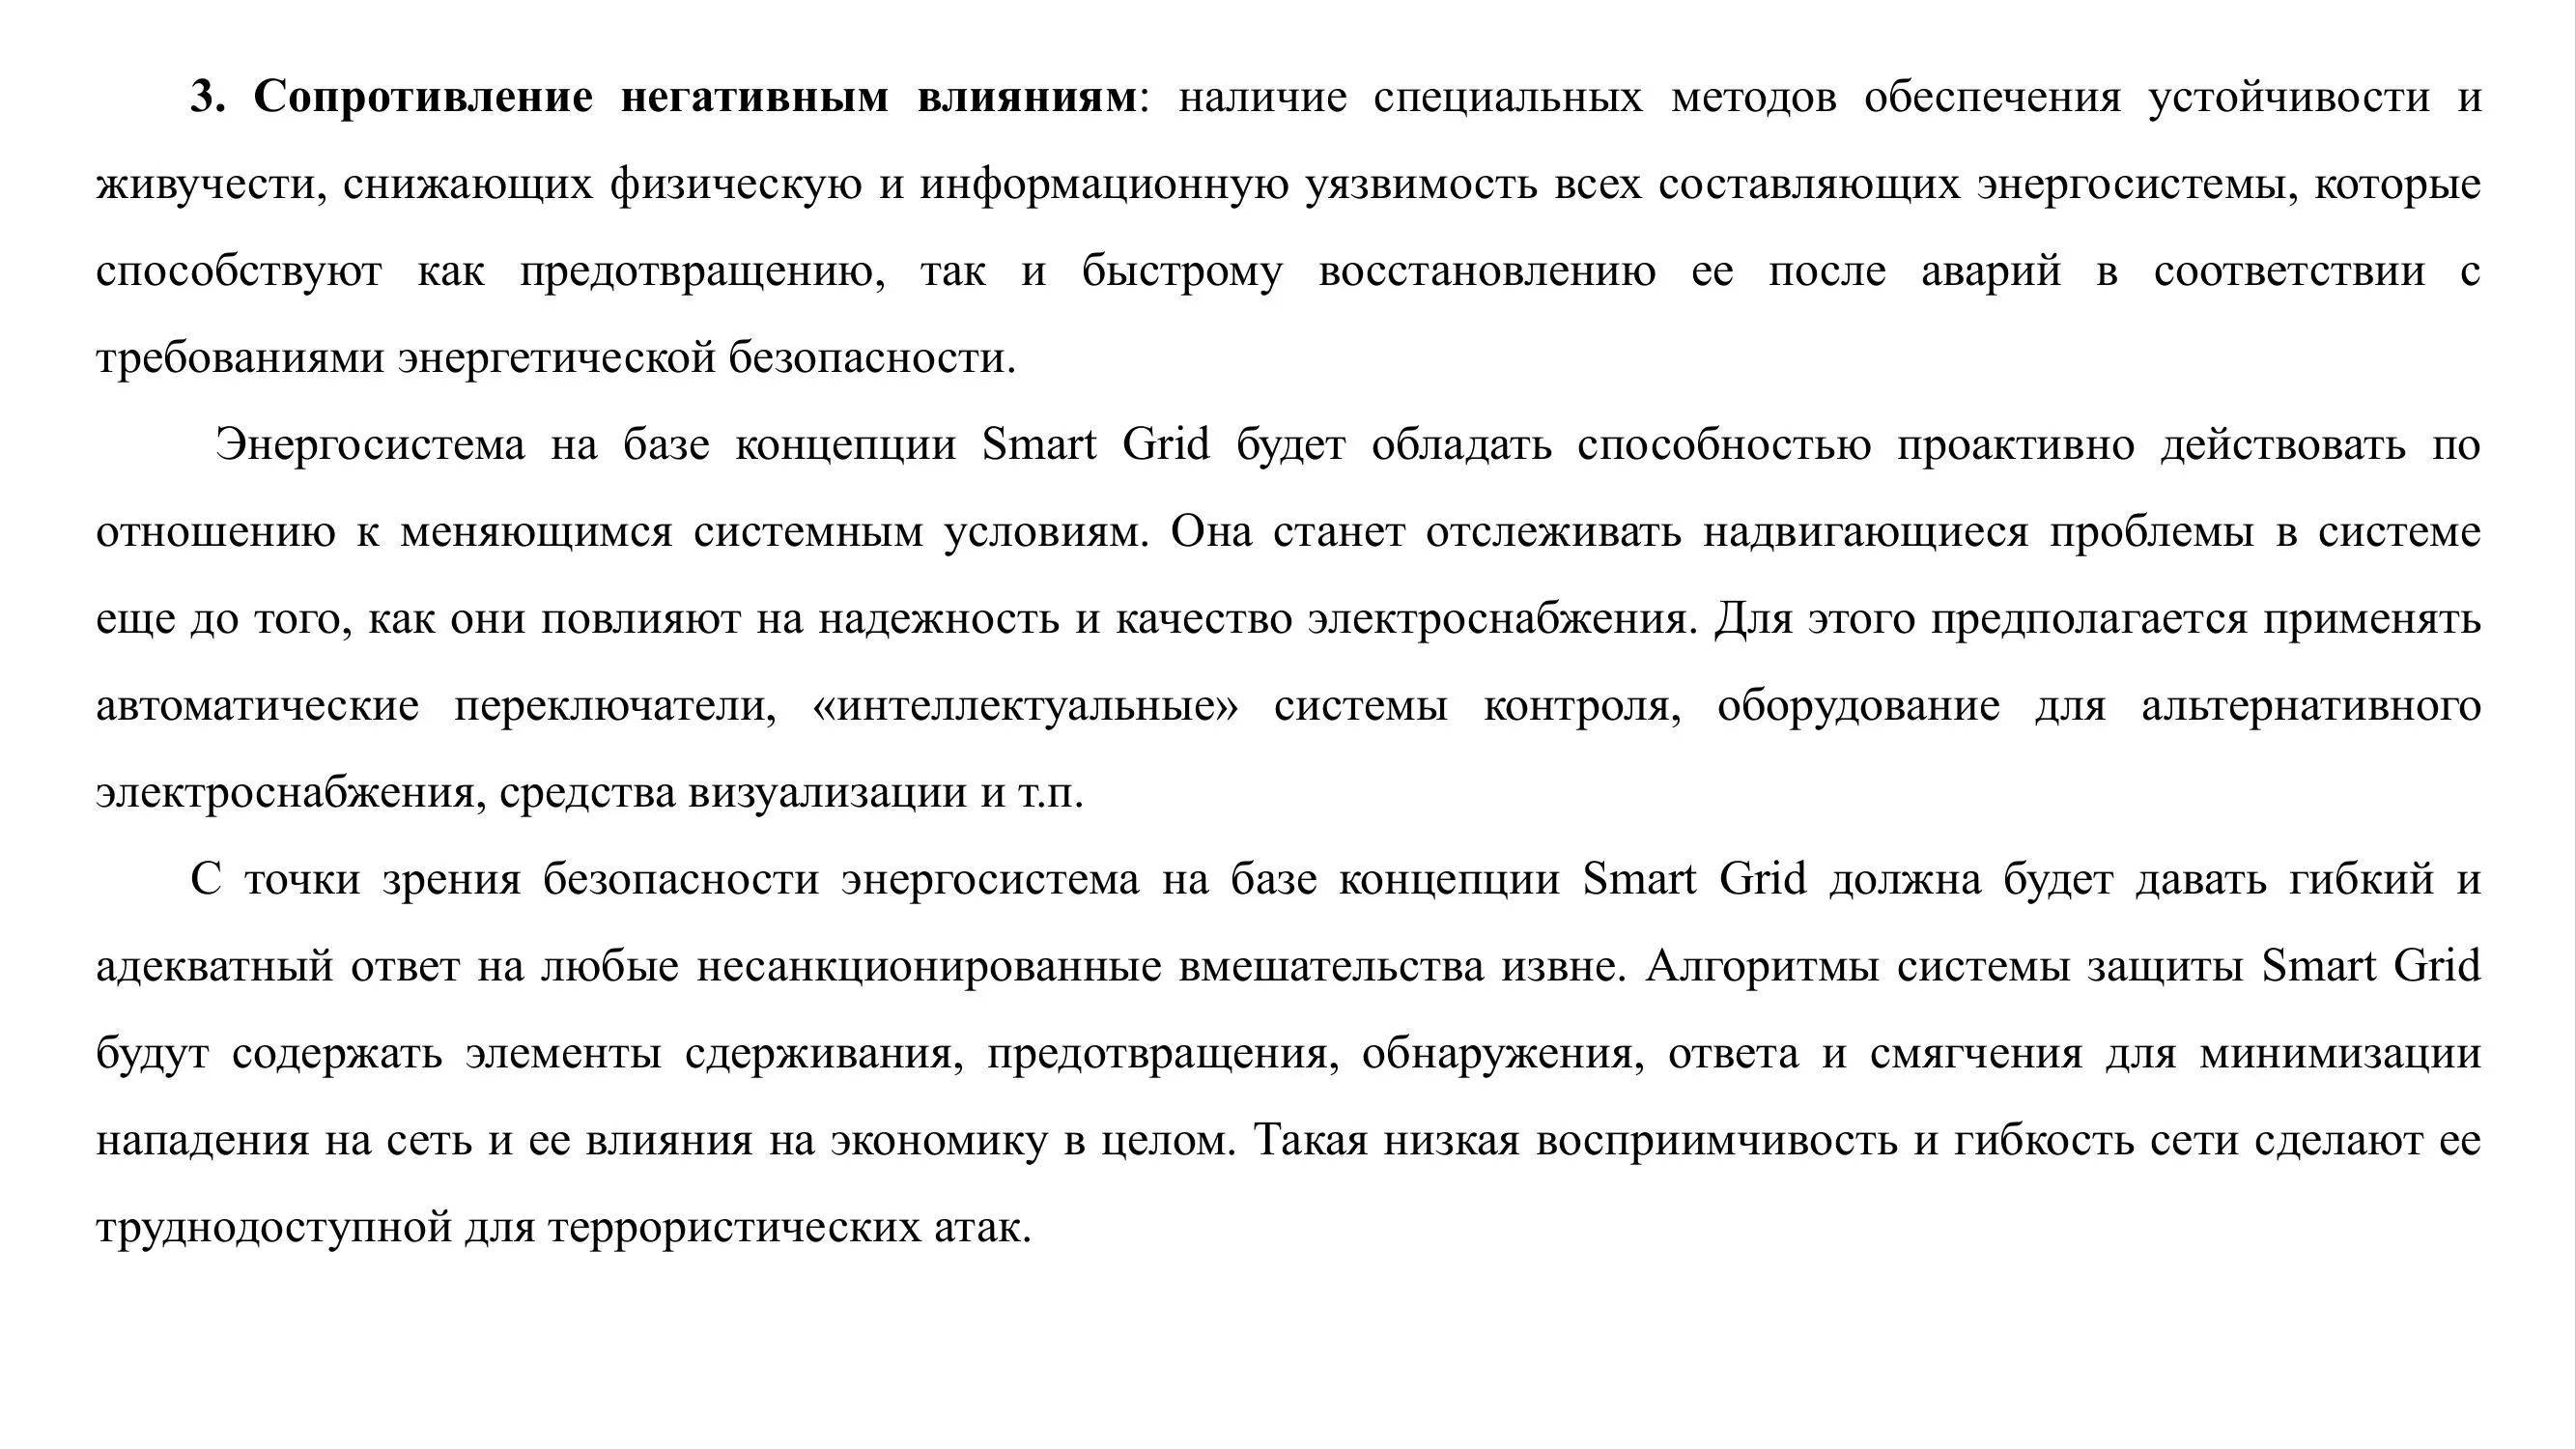 3. Сопротивление негативным влияниям: наличие специальных методов обеспечения устойчивости и
живучести, снижающих физическую и информационную уязвимость всех составляющих энергосистемы, которые
способствуют как предотвращению, так и быстрому восстановлению ее после аварий в соответствии с
требованиями энергетической безопасности.
Энергосистема на базе концепции Smart Grid будет обладать способностью проактивно действовать по
отношению к меняющимся системным условиям. Она станет отслеживать надвигающиеся проблемы в системе
еще до того, как они повлияют на надежность и качество электроснабжения. Для этого предполагается применять
автоматические переключатели, «интеллектуальные» системы контроля, оборудование для альтернативного
электроснабжения, средства визуализации и т.п.
С точки зрения безопасности энергосистема на базе концепции Smart Grid должна будет давать гибкий и
адекватный ответ на любые несанкционированные вмешательства извне. Алгоритмы системы защиты Smart Grid
будут содержать элементы сдерживания, предотвращения, обнаружения, ответа и смягчения для минимизации
нападения на сеть и ее влияния на экономику в целом. Такая низкая восприимчивость и гибкость сети сделают ее
труднодоступной для террористических атак.